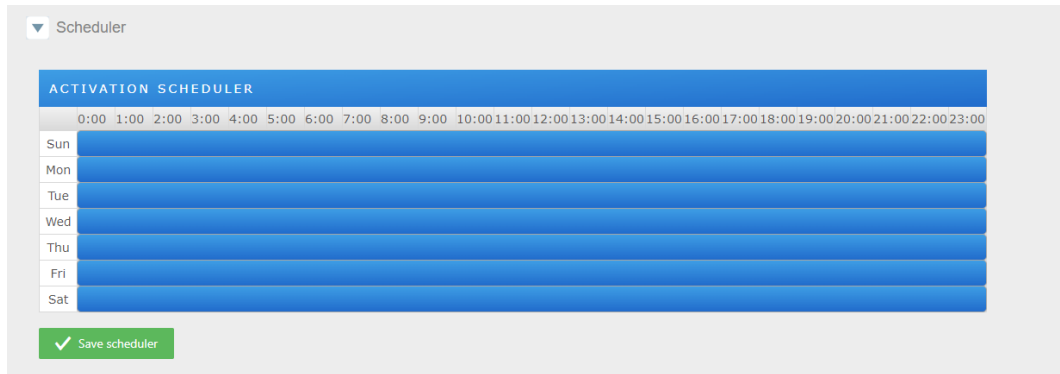 Scheduler
ACTIVATION SCHEDULER
0:00 1:00 2:00 3:00 4:00 5:00 6:00 7:00 8:00 9:00 10:00 11:00 12:00 13:00 14:00 15:00 16:00 17:00 18:00 19:00 20:00 21:00 22:00 23:00
Sun
Mon
Tue
Wed
Thu
Fri
Sat
Save scheduler